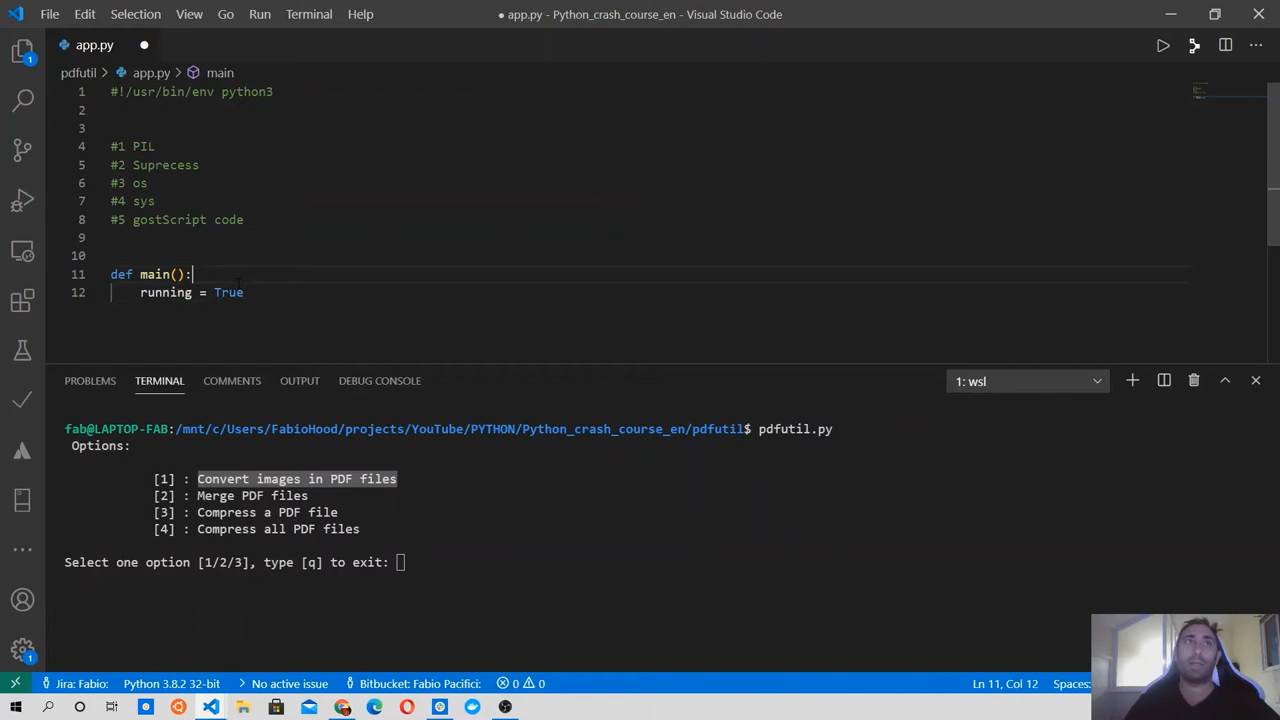 File Edit Selection View Go Run Terminal Help
● app.py - Python_crash_course_en - Visual Studio Code
app.py
pdfutil > app.py > main
1 #!/usr/bin/env python3
2
3
4 #1 PIL
5 #2 Suprecess
6 #3 os
7 #4 sys
8 #5 gostScript code
9
10
11 def main():
12 running = True
PROBLEMS TERMINAL COMMENTS OUTPUT DEBUG CONSOLE
1: wsl
fab@LAPTOP-FAB:/mnt/c/Users/FabioHood/projects/YouTube/PYTHON/Python_crash_course_en/pdfutil$ pdfutil.py
Options:
[1] : Convert images in PDF files
[2] : Merge PDF files
[3] : Compress a PDF file
[4] : Compress all PDF files
Select one option [1/2/3], type [q] to exit:
1
1
Jira: Fabio: Python 3.8.2 32-bit No active issue Bitbucket: Fabio Pacifici: 0 0 Ln 11, Col 12 Spaces: